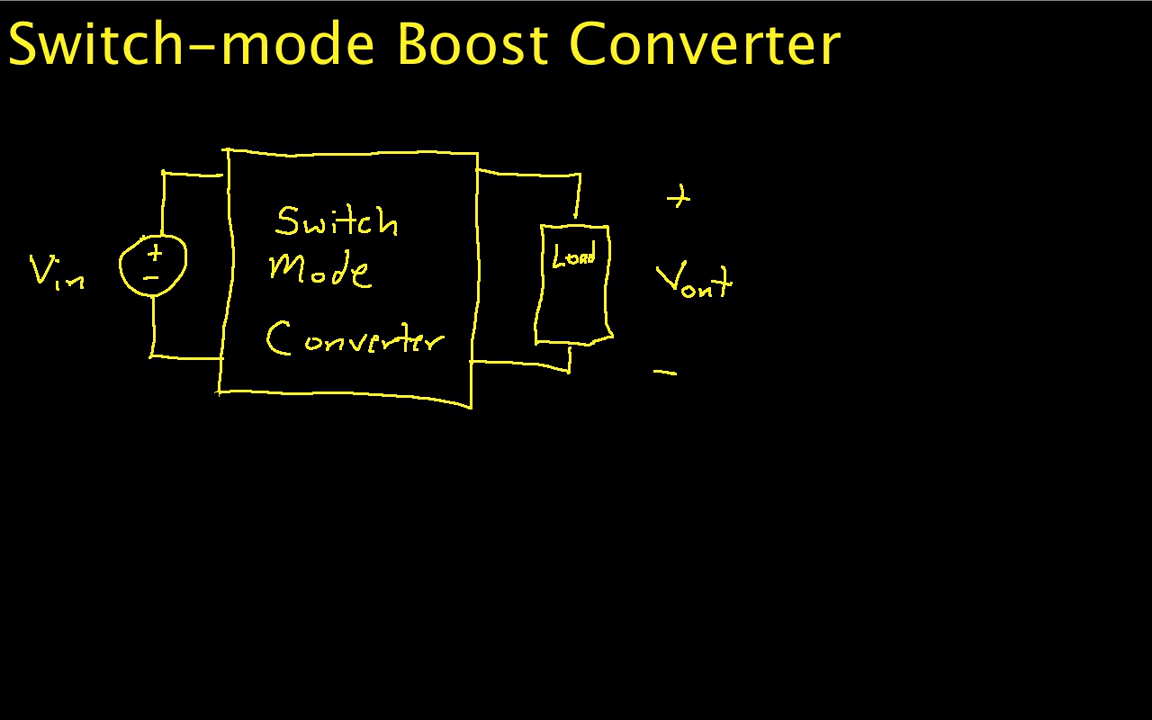 Switch-mode Boost Converter
Switch
Mode
Converter
Vin
+
-
Load
+
Vout
-